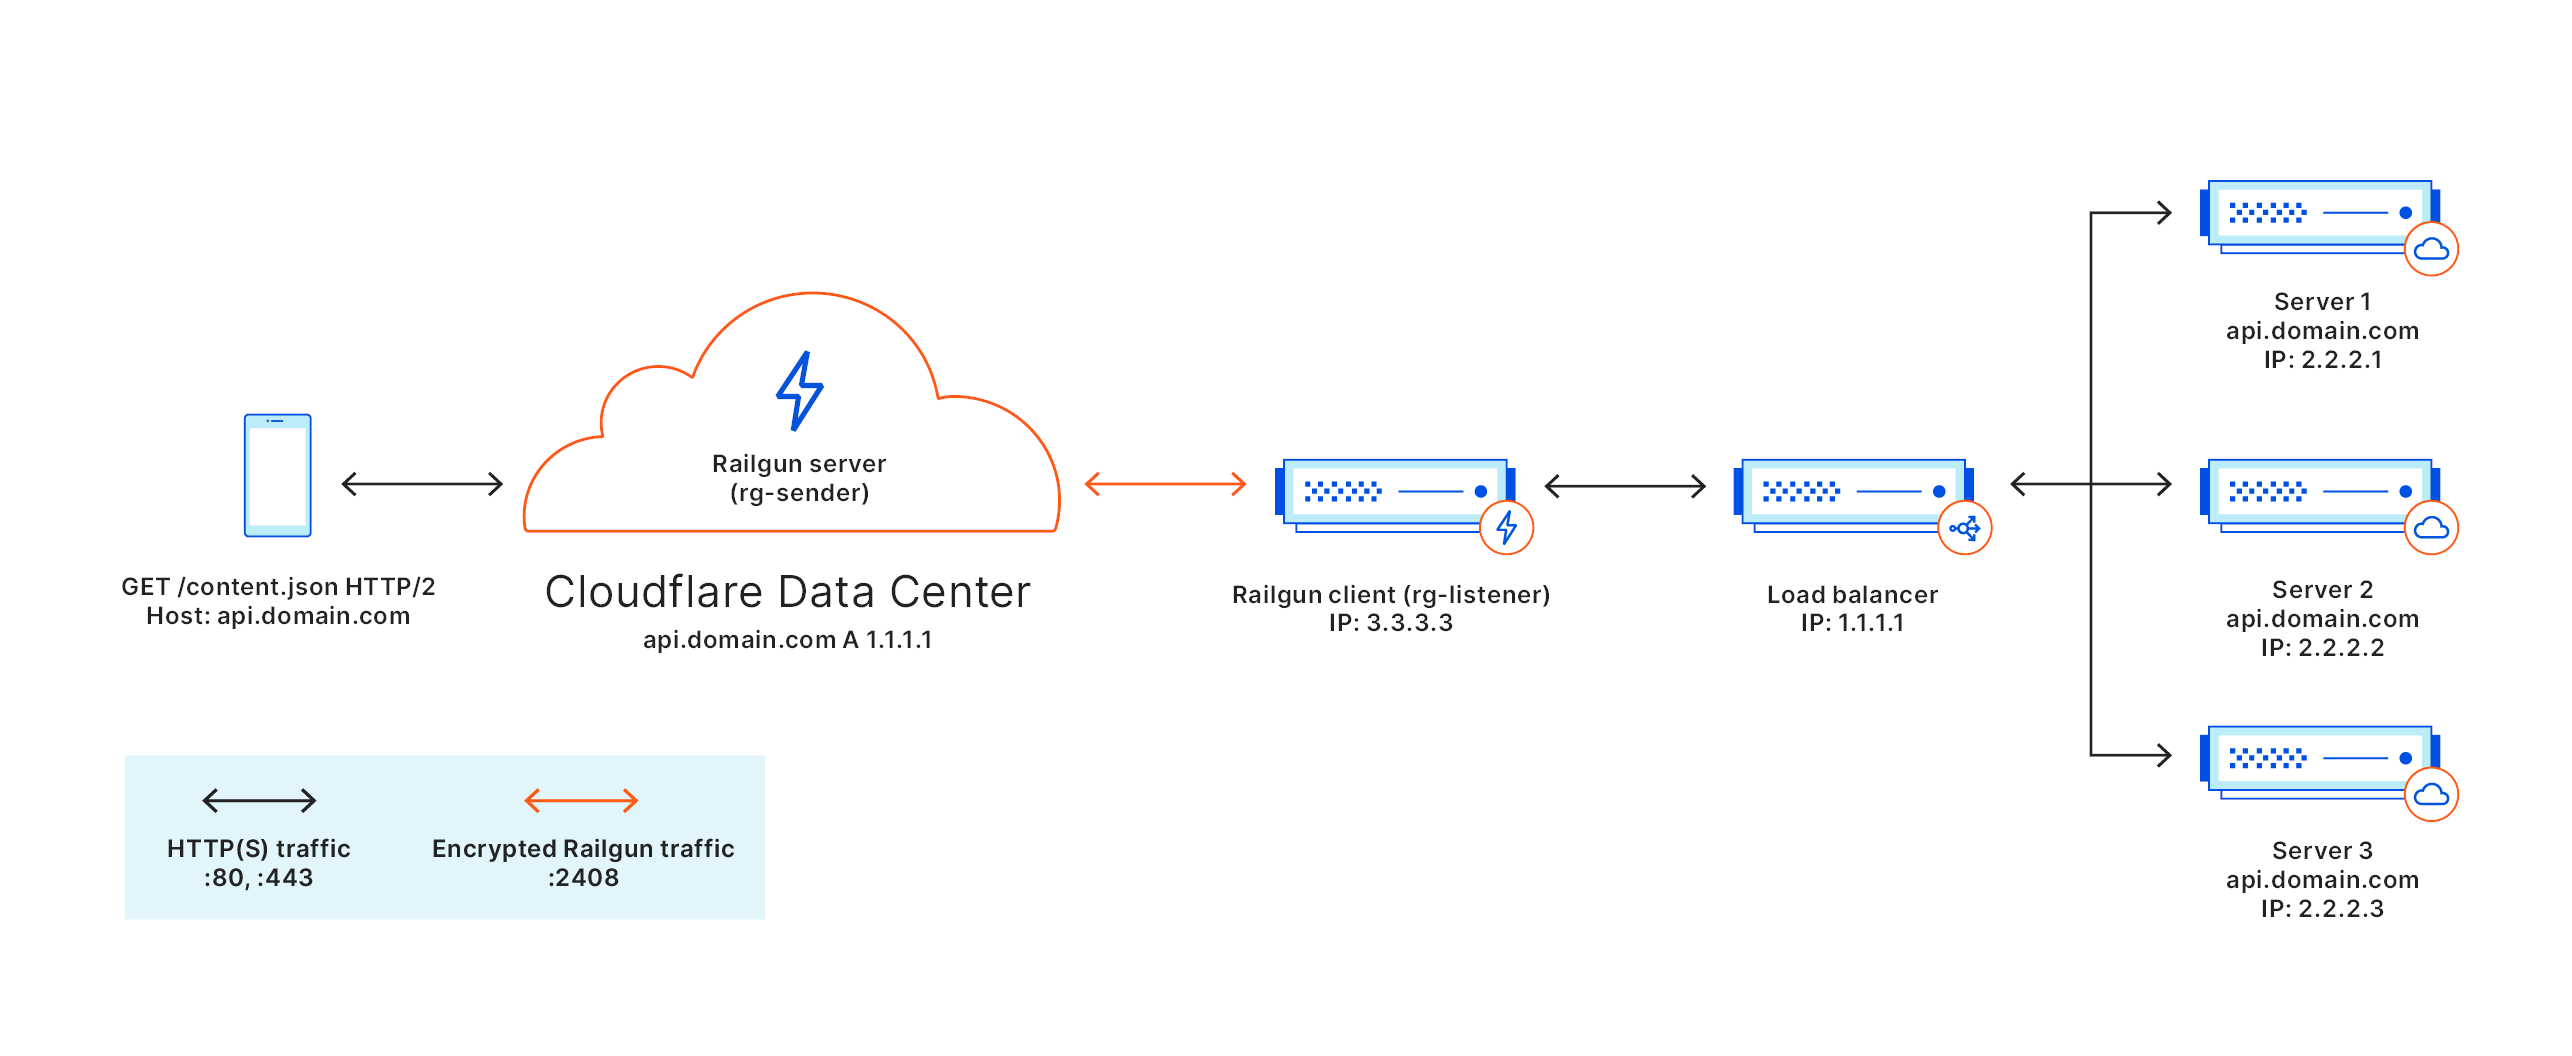 Server 1
api.domain.com
IP: 2.2.2.1
Railgun server
(rg-sender)
GET /content.json HTTP/2
Host: api.domain.com
Cloudflare Data Center
api.domain.com A 1.1.1.1
Railgun client (rg-listener)
IP: 3.3.3.3
Load balancer
IP: 1.1.1.1
Server 2
api.domain.com
IP: 2.2.2.2
HTTP(S) traffic
:80, :443
Encrypted Railgun traffic
:2408
Server 3
api.domain.com
IP: 2.2.2.3